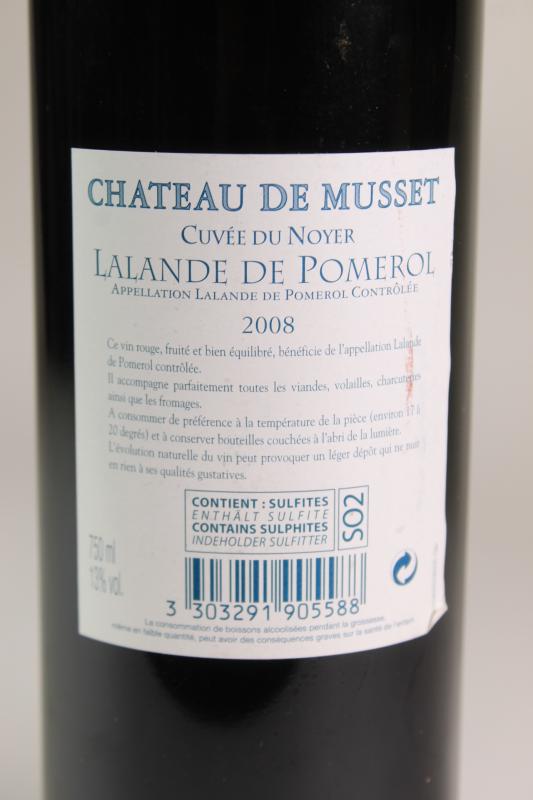 CHATEAU DE MUSSET
CUVÉE DU NOYER
LALANDE DE POMEROL
APPELLATION LALANDE DE POMEROL CONTRÔLÉE
2008
Ce vin rouge, fruité et bien équilibré, bénéficie de l'appellation Lalande
de Pomerol contrôlée.
Il accompagne parfaitement toutes les viandes, volailles, charcuteries
ainsi que les fromages.
A consommer de préférence à la température de la pièce (environ 17 à
20 degrés) et à conserver bouteilles couchées à l'abri de la lumière.
L'évolution naturelle du vin peut provoquer un léger dépôt qui ne nuit
en rien à ses qualités gustatives.
CONTIENT : SULFITES
ENTHÄLT SULFITE
CONTAINS SULPHITES
INDEHOLDER SULFITTER
SO2
750 ml
13% vol.
3 303291 905588
La consommation de boissons alcoolisées pendant la grossesse,
même en faible quantité, peut avoir des conséquences graves sur la santé de l'enfant.